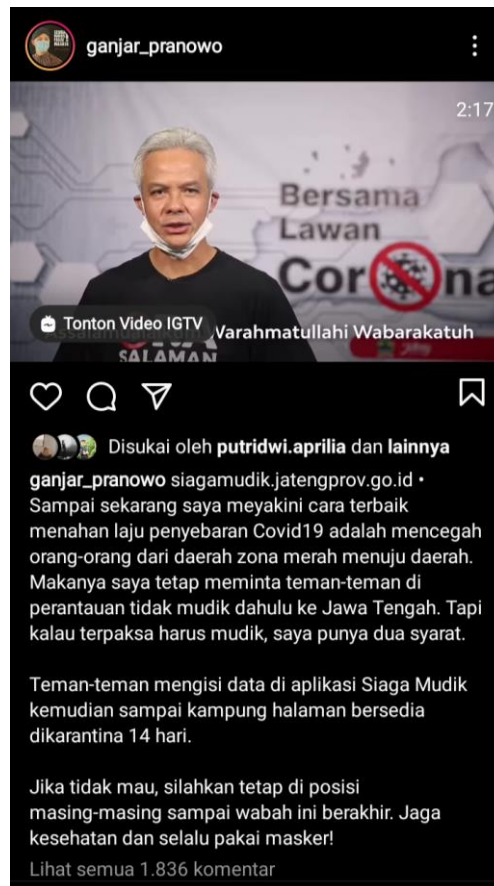 ganjar_pranowo
2:17
Bersama
Lawan
Corona
Tonton Video IGTV
Warahmatullahi Wabarakatuh
SALAMAN
Disukai oleh putridwi.aprilia dan lainnya
ganjar_pranowo siagamudik.jatengprov.go.id •
Sampai sekarang saya meyakini cara terbaik
menahan laju penyebaran Covid19 adalah mencegah
orang-orang dari daerah zona merah menuju daerah.
Makanya saya tetap meminta teman-teman di
perantauan tidak mudik dahulu ke Jawa Tengah. Tapi
kalau terpaksa harus mudik, saya punya dua syarat.
Teman-teman mengisi data di aplikasi Siaga Mudik
kemudian sampai kampung halaman bersedia
dikarantina 14 hari.
Jika tidak mau, silahkan tetap di posisi
masing-masing sampai wabah ini berakhir. Jaga
kesehatan dan selalu pakai masker!
Lihat semua 1.836 komentar